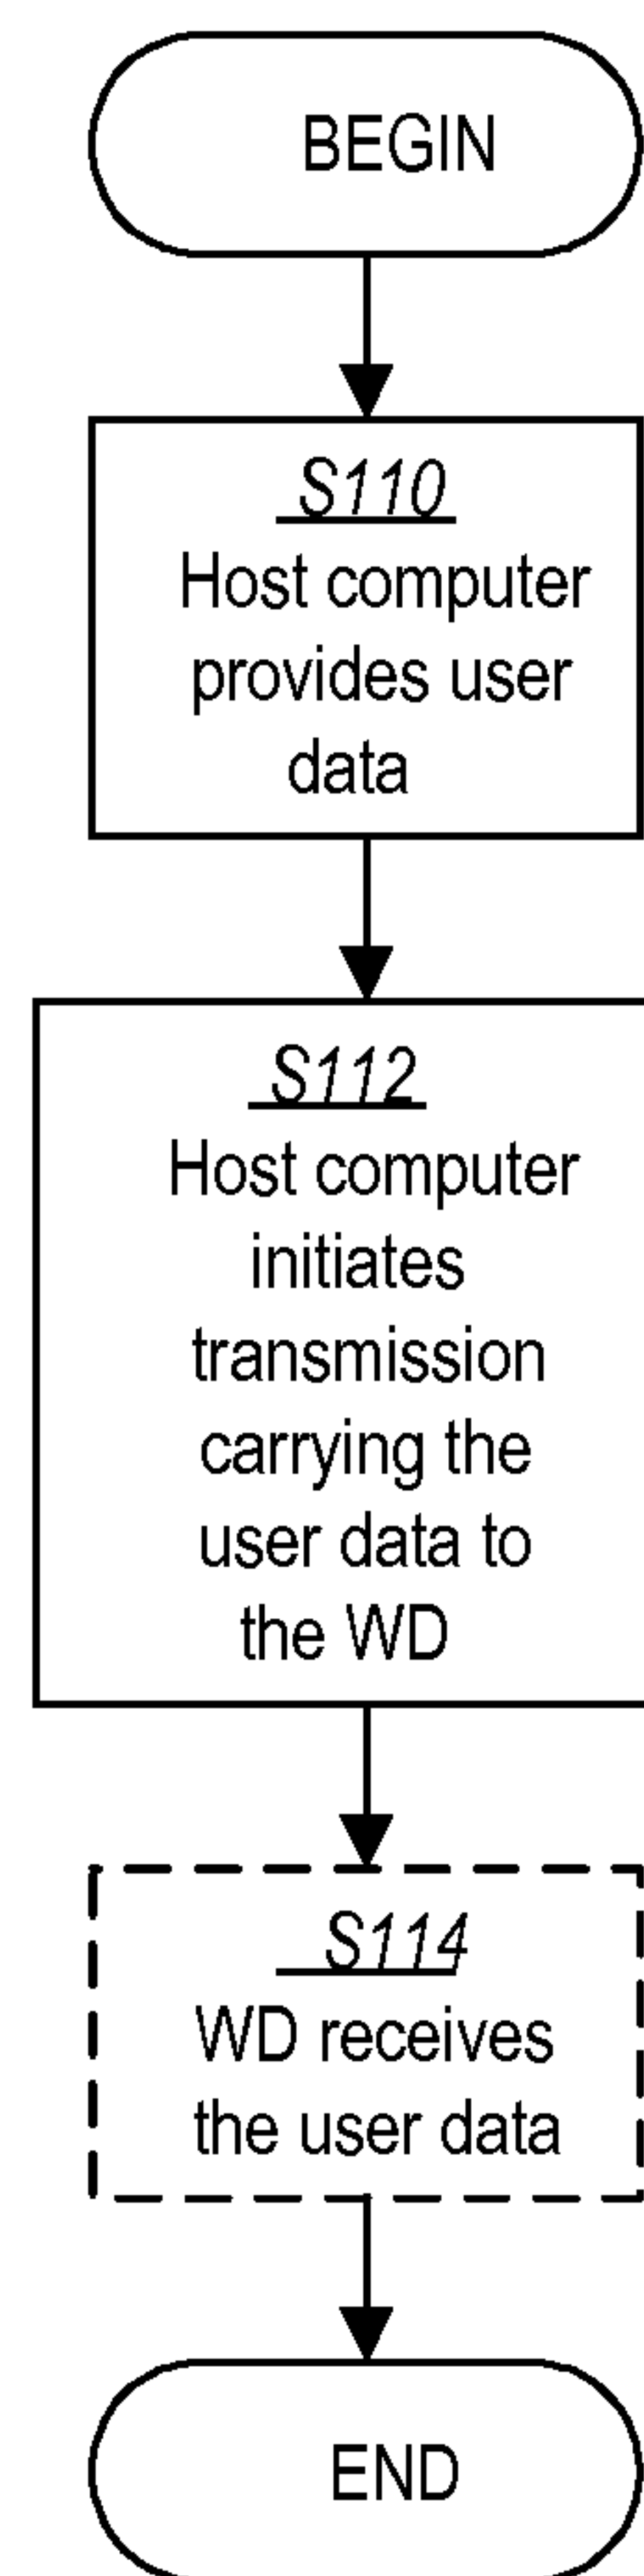 BEGIN
S110
Host computer
provides user
data
S112
Host computer
initiates
transmission
carrying the
user data to
the WD
S114
WD receives
the user data
END